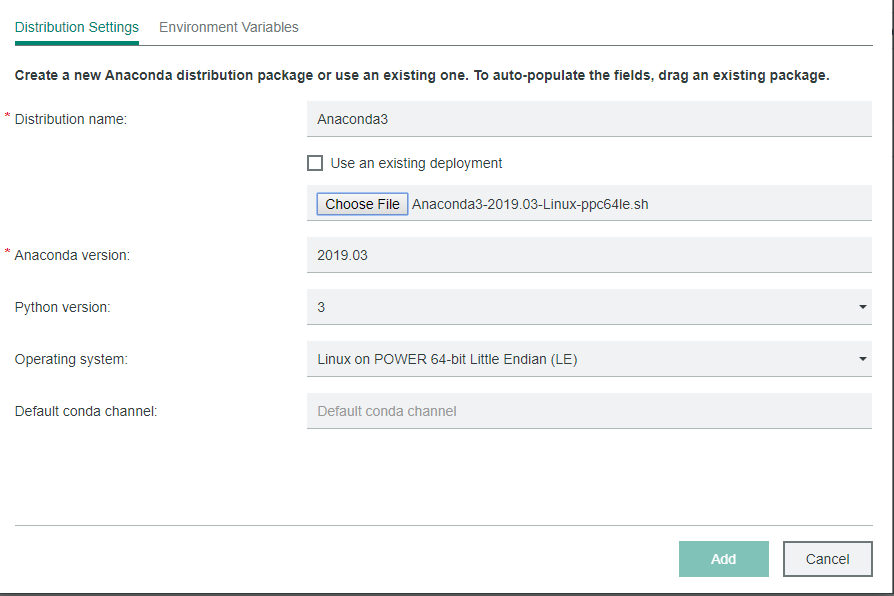 Distribution Settings Environment Variables
Create a new Anaconda distribution package or use an existing one. To auto-populate the fields, drag an existing package.
* Distribution name: Anaconda3
Use an existing deployment
Choose File Anaconda3-2019.03-Linux-ppc64le.sh
* Anaconda version: 2019.03
Python version: 3
Operating system: Linux on POWER 64-bit Little Endian (LE)
Default conda channel: Default conda channel
Add Cancel